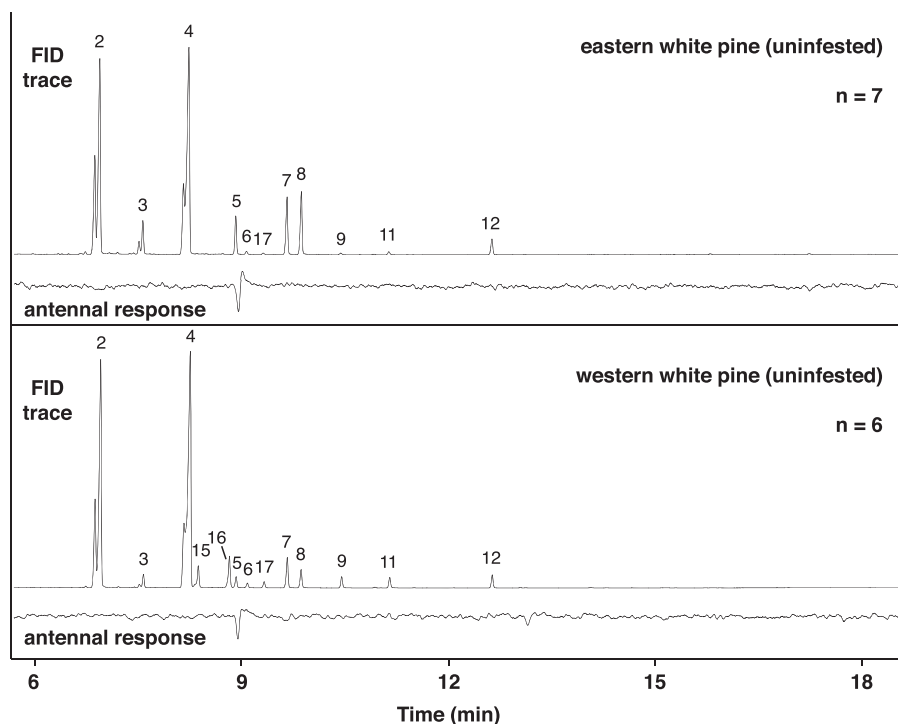 2
4
FID
trace
eastern white pine (uninfested)
n = 7
3
5
6 17
7
8
9
11
12
antennal response
2
4
FID
trace
western white pine (uninfested)
n = 6
3
15
16
5 6 17
7
8
9
11
12
antennal response
6 9 12 15 18
Time (min)